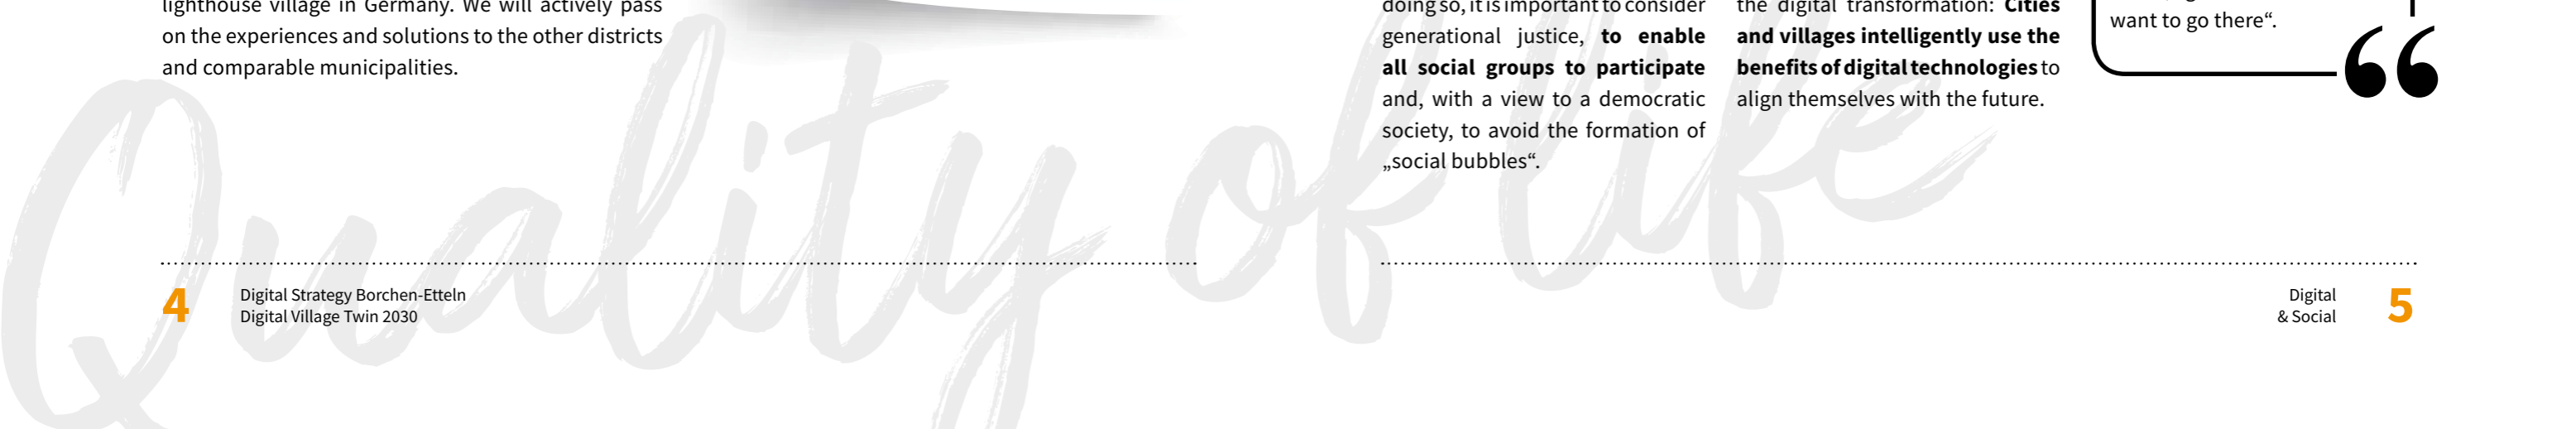 lighthouse village in Germany. We will actively pass
on the experiences and solutions to the other districts
and comparable municipalities.
doing so, it is important to consider
generational justice, to enable
all social groups to participate
and, with a view to a democratic
society, to avoid the formation of
„social bubbles“.
the digital transformation: Cities
and villages intelligently use the
benefits of digital technologies to
align themselves with the future.
want to go there“.
Quality of life
4
Digital Strategy Borchen-Etteln
Digital Village Twin 2030
Digital
& Social
5